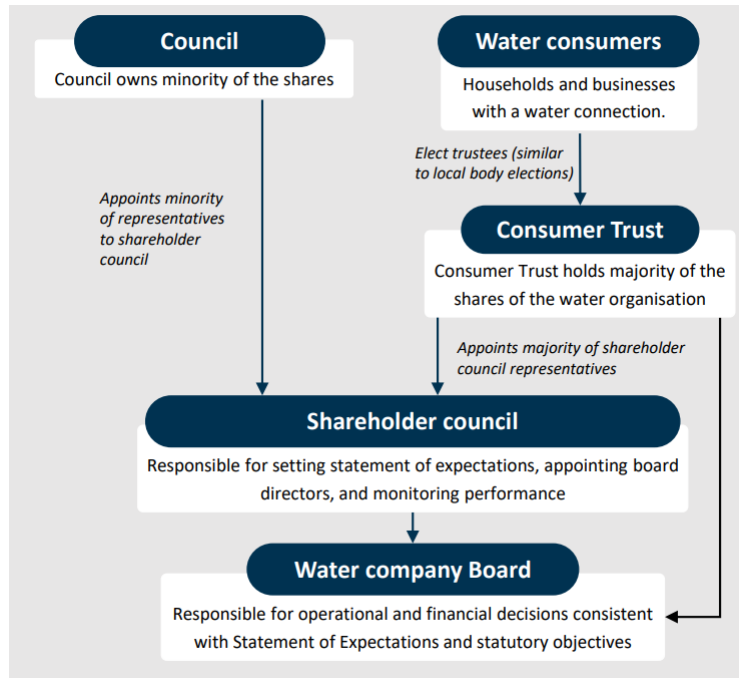 Council
Council owns minority of the shares
Water consumers
Households and businesses
with a water connection.
Elect trustees (similar
to local body elections)
Appoints minority
of representatives
to shareholder
council
Consumer Trust
Consumer Trust holds majority of the
shares of the water organisation
Appoints majority of shareholder
council representatives
Shareholder council
Responsible for setting statement of expectations, appointing board
directors, and monitoring performance
Water company Board
Responsible for operational and financial decisions consistent
with Statement of Expectations and statutory objectives